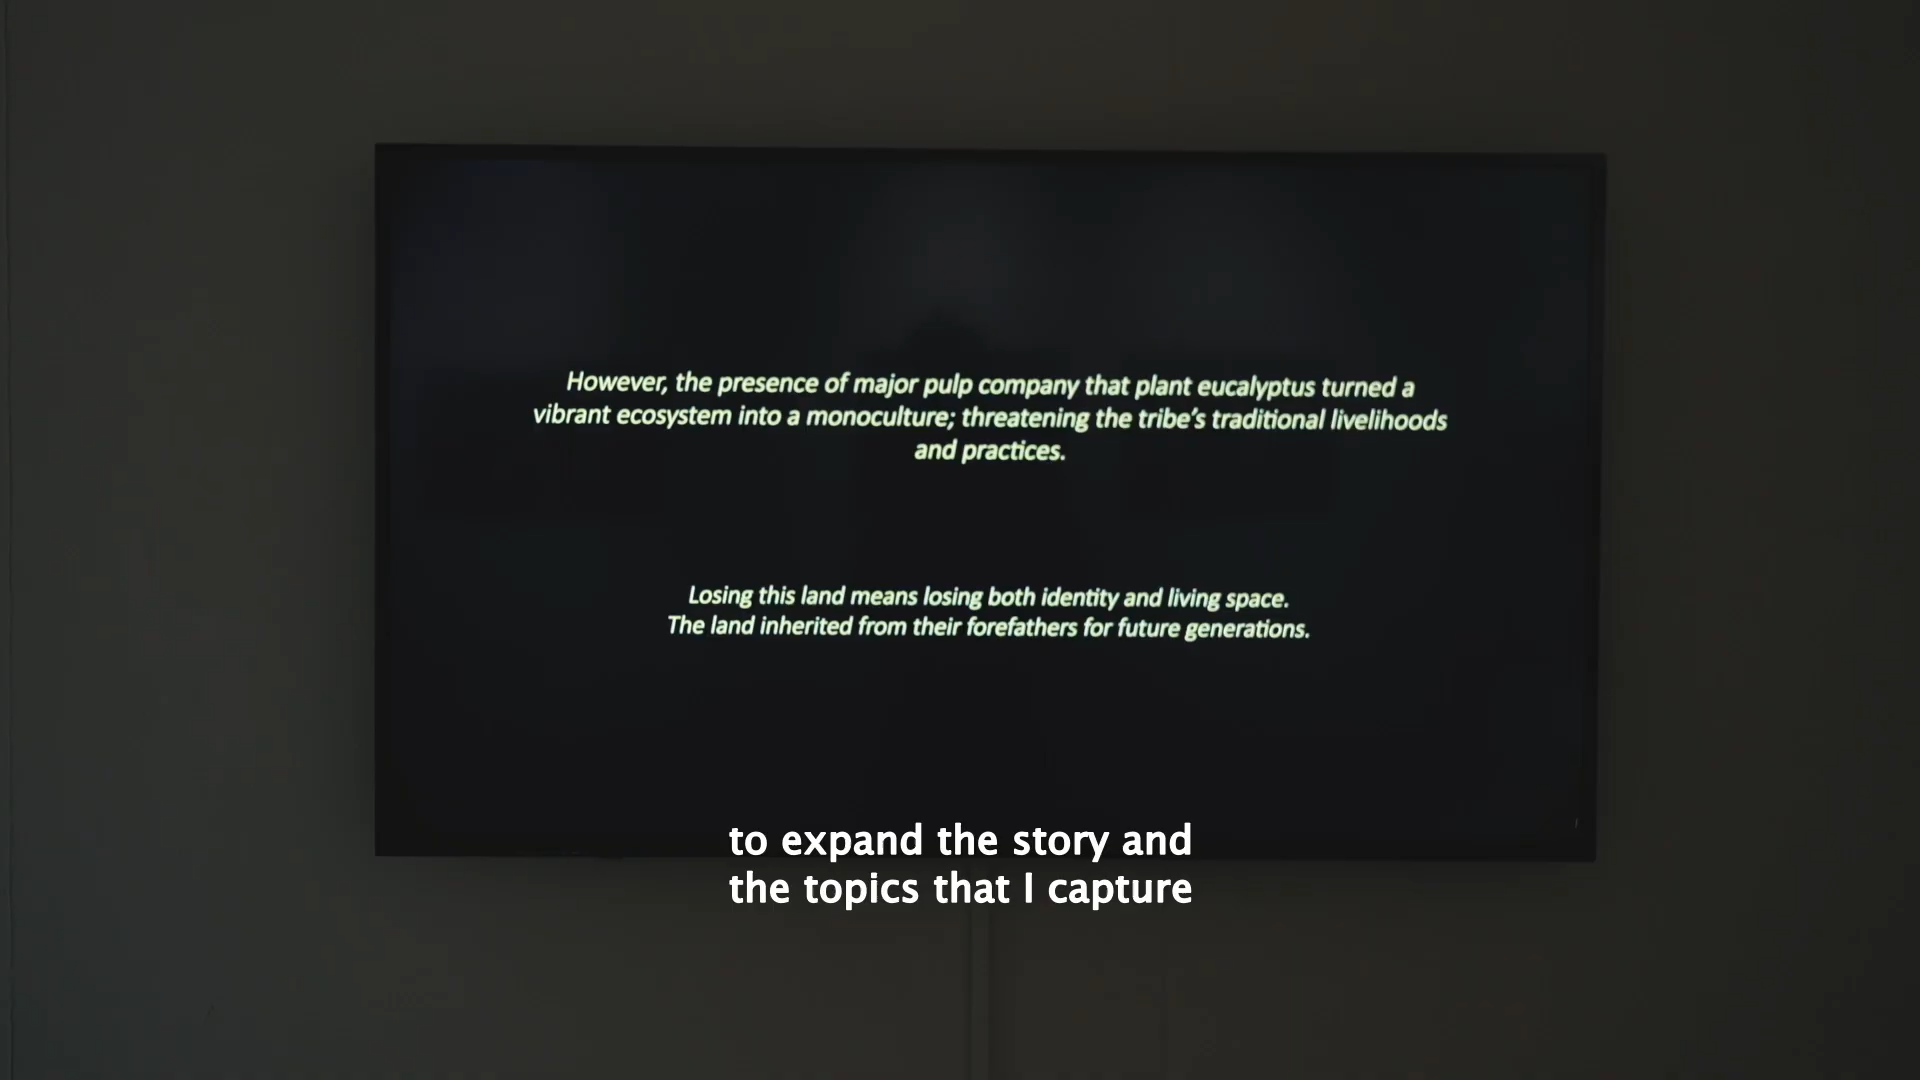 However, the presence of major pulp company that plant eucalyptus turned a
vibrant ecosystem into a monoculture; threatening the tribe's traditional livelihoods
and practices.
Losing this land means losing both identity and living space.
The land inherited from their forefathers for future generations.
to expand the story and
the topics that I capture